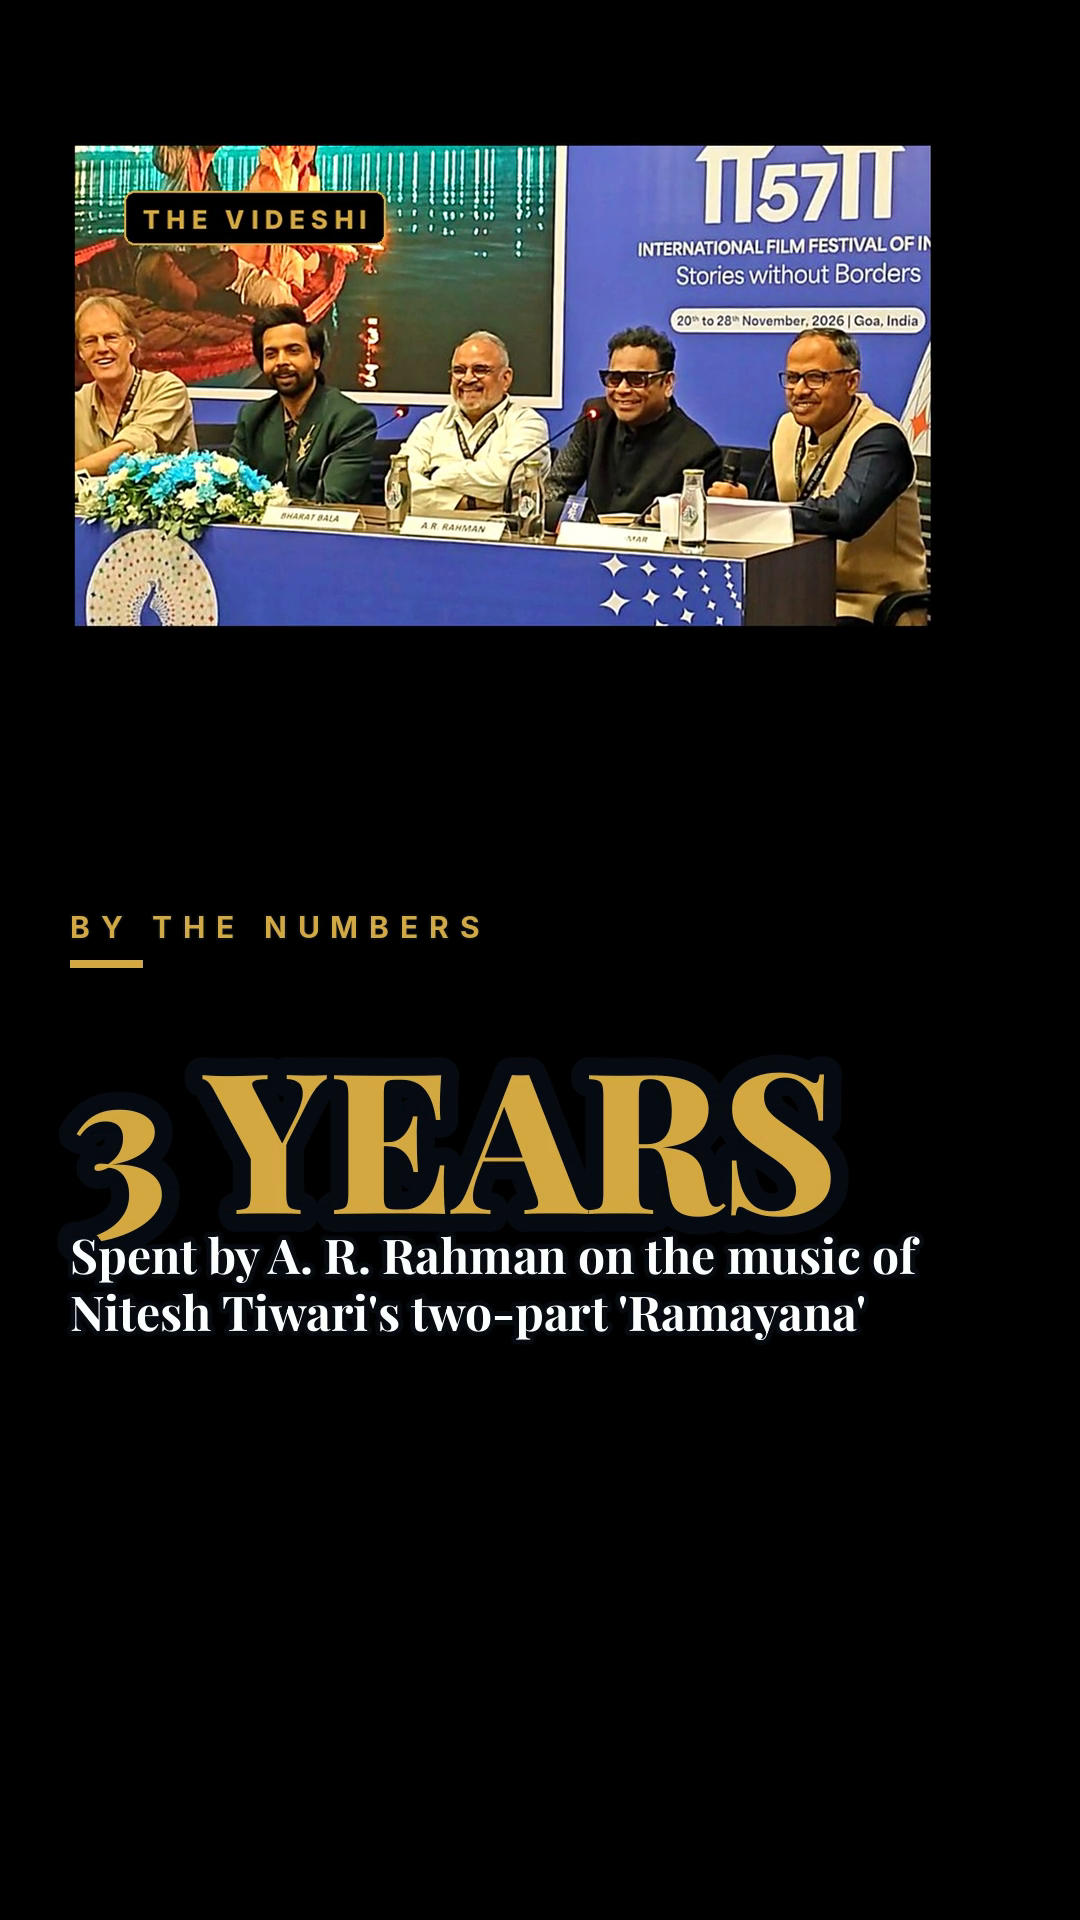 THE VIDESHI
57
INTERNATIONAL FILM FESTIVAL OF IN
Stories without Borders
20th to 28th November, 2026 | Goa, India
BHARAT BALA
A.R. RAHMAN
MAR
BY THE NUMBERS
3 YEARS
Spent by A. R. Rahman on the music of
Nitesh Tiwari's two-part 'Ramayana'